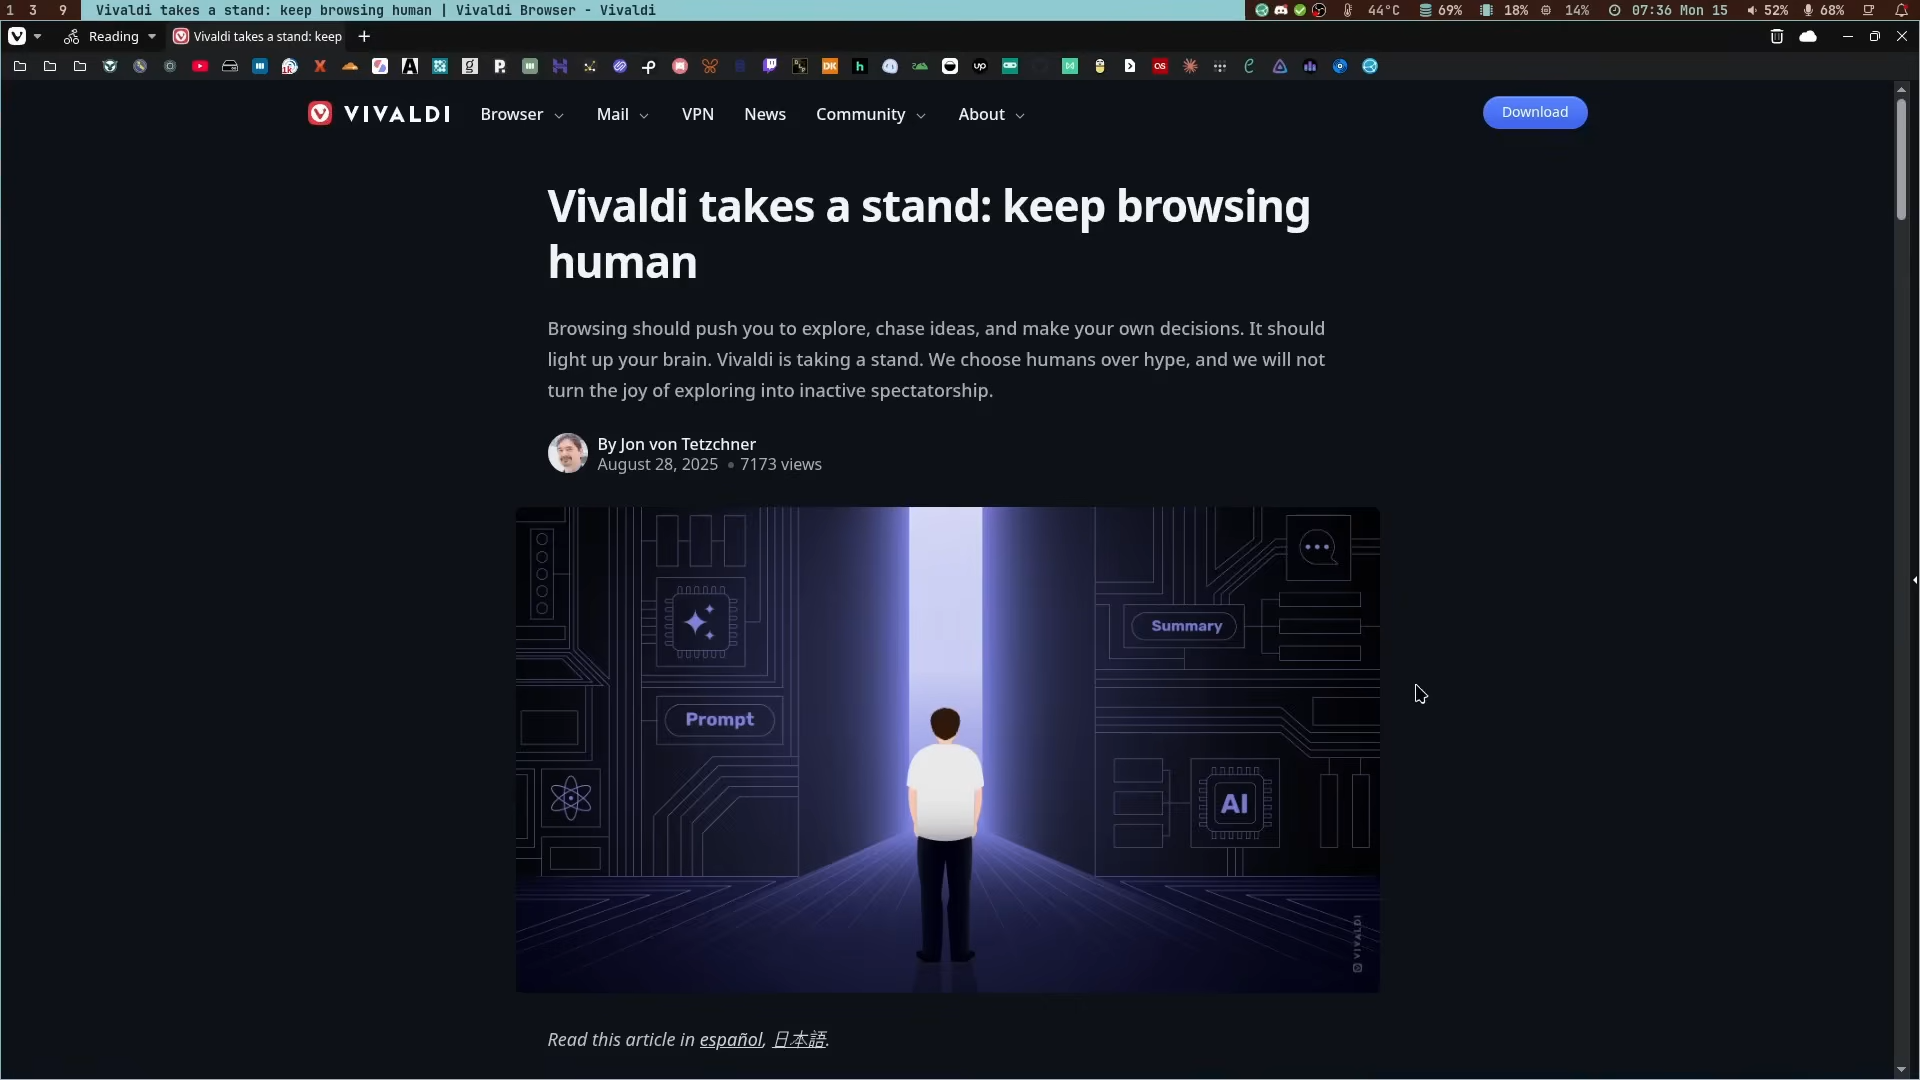 1 3 9 Vivaldi takes a stand: keep browsing human | Vivaldi Browser - Vivaldi 44°C 69% 18% 14% 07:36 Mon 15 52% 68%
Reading Vivaldi takes a stand: keep
VIVALDI Browser Mail VPN News Community About Download
Vivaldi takes a stand: keep browsing
human
Browsing should push you to explore, chase ideas, and make your own decisions. It should
light up your brain. Vivaldi is taking a stand. We choose humans over hype, and we will not
turn the joy of exploring into inactive spectatorship.
By Jon von Tetzchner
August 28, 2025 • 7173 views
Summary
Prompt
AI
VIVALDI
Read this article in español, 日本語.